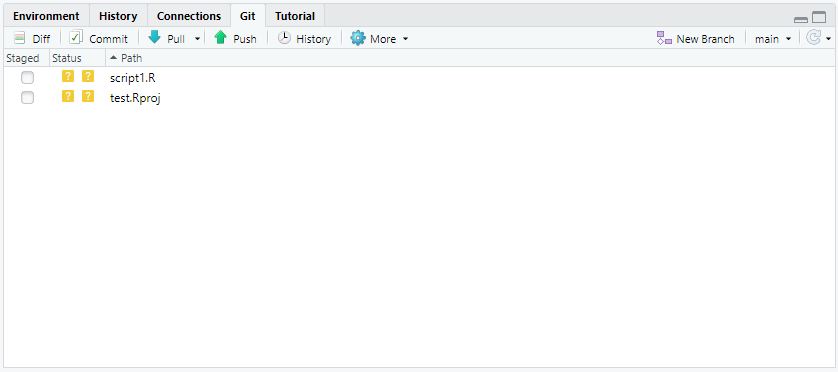 Environment History Connections Git Tutorial
Diff Commit Pull Push History More New Branch main
Staged Status Path
? ? script1.R
? ? test.Rproj